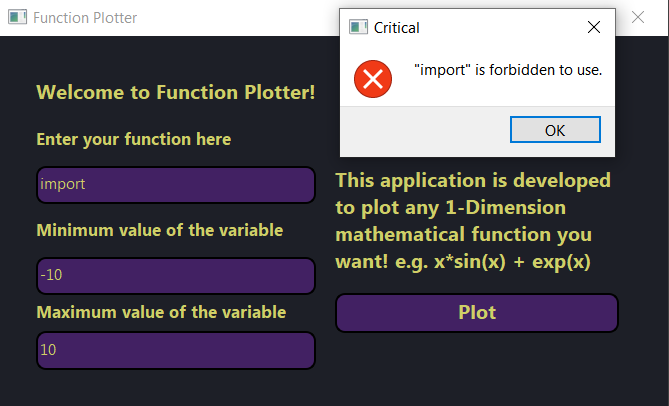 Function Plotter
Critical
"import" is forbidden to use.
OK
Welcome to Function Plotter!
Enter your function here
import
Minimum value of the variable
-10
Maximum value of the variable
10
This application is developed
to plot any 1-Dimension
mathematical function you
want! e.g. x*sin(x) + exp(x)
Plot